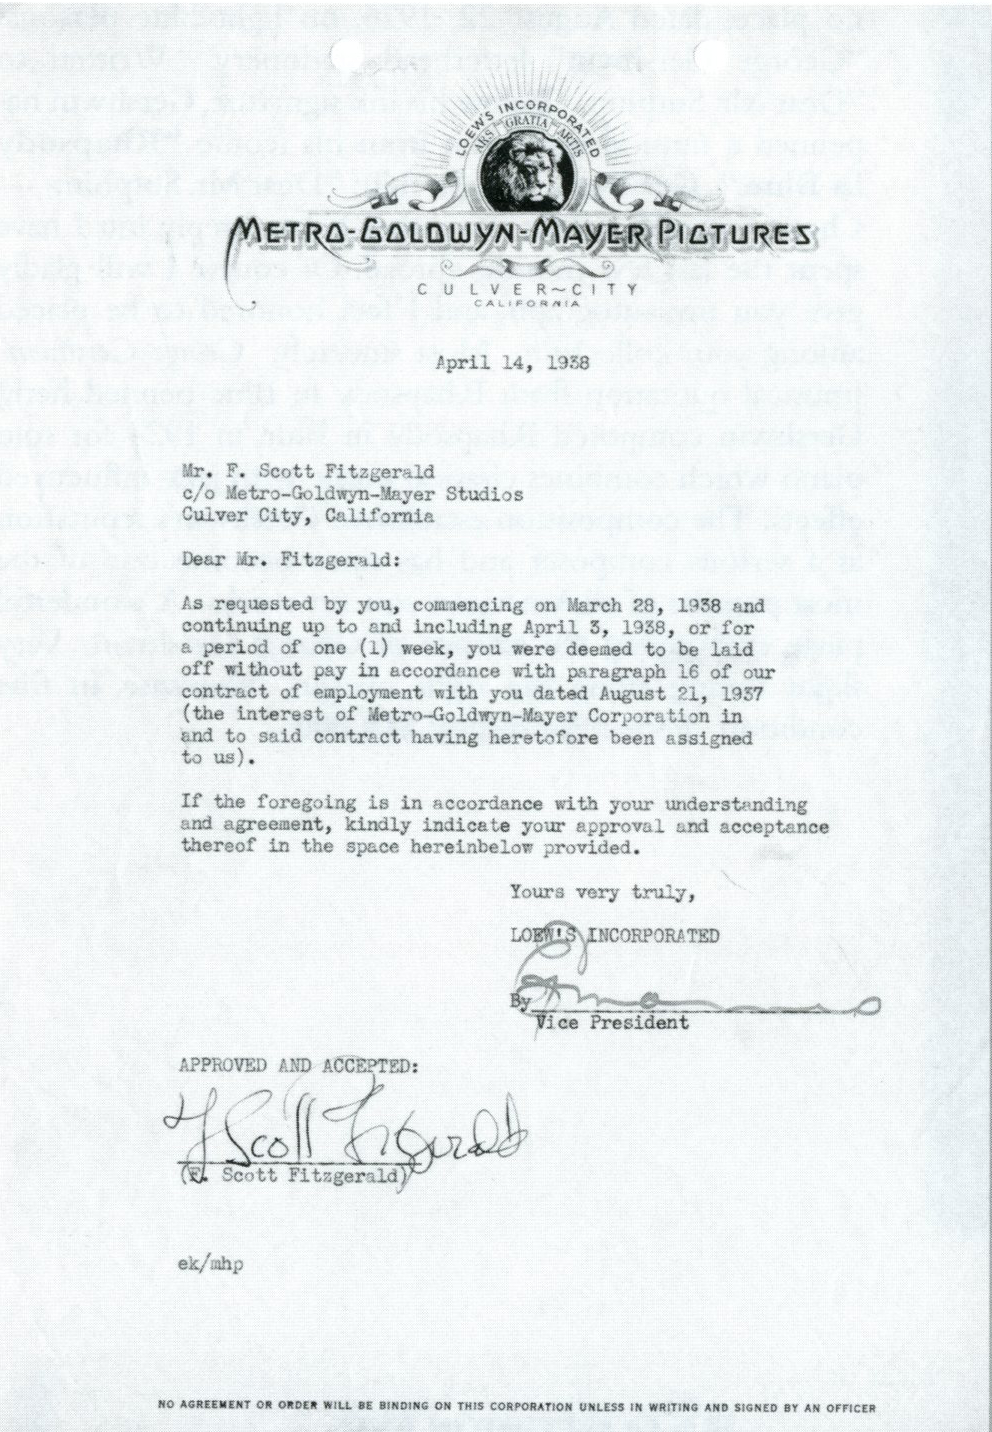 LOEW'S INCORPORATED
ARS GRATIA ARTIS
METRO-GOLDWYN-MAYER PICTURES
CULVER~CITY
CALIFORNIA
April 14, 1938
Mr. F. Scott Fitzgerald
c/o Metro-Goldwyn-Mayer Studios
Culver City, California
Dear Mr. Fitzgerald:
As requested by you, commencing on March 28, 1938 and
continuing up to and including April 3, 1938, or for
a period of one (1) week, you were deemed to be laid
off without pay in accordance with paragraph 16 of our
contract of employment with you dated August 21, 1937
(the interest of Metro-Goldwyn-Mayer Corporation in
and to said contract having heretofore been assigned
to us).
If the foregoing is in accordance with your understanding
and agreement, kindly indicate your approval and acceptance
thereof in the space hereinbelow provided.
Yours very truly,
LOEW'S INCORPORATED
By
Vice President
APPROVED AND ACCEPTED:
F Scott Fitzgerald
(F. Scott Fitzgerald)
ek/mhp
NO AGREEMENT OR ORDER WILL BE BINDING ON THIS CORPORATION UNLESS IN WRITING AND SIGNED BY AN OFFICER